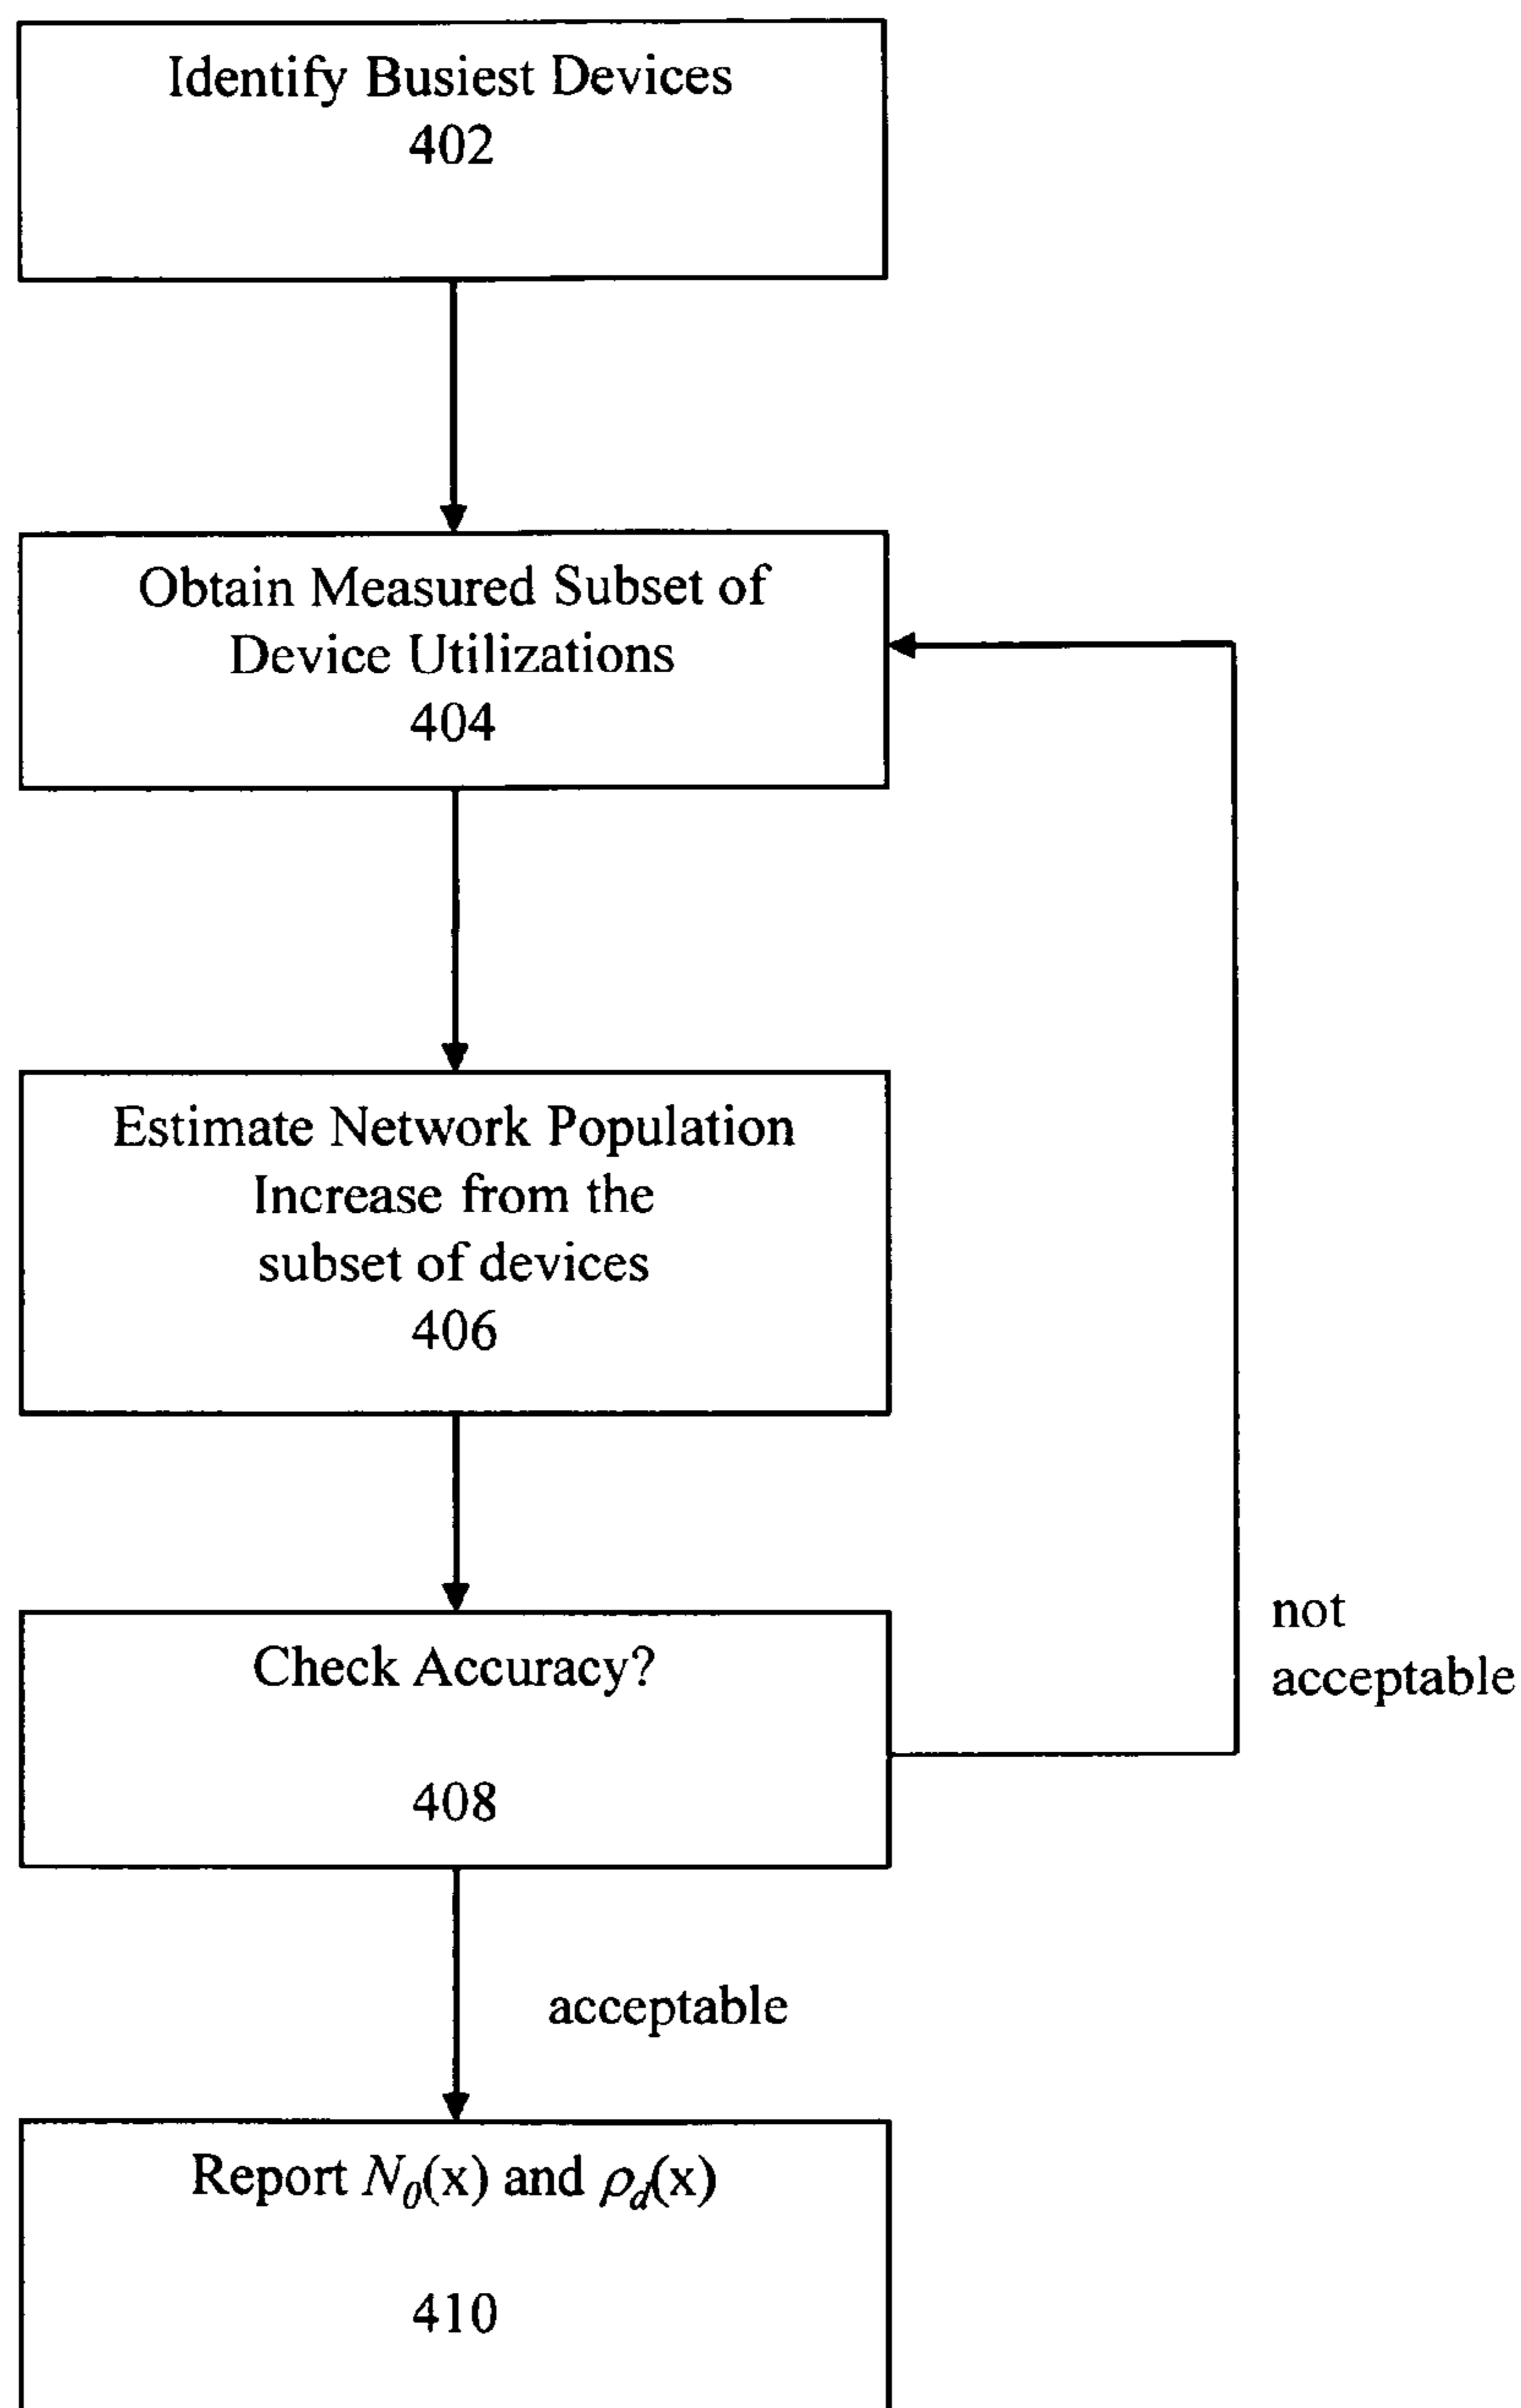 Identify Busiest Devices
402
Obtain Measured Subset of
Device Utilizations
404
Estimate Network Population
Increase from the
subset of devices
406
Check Accuracy?
408
not
acceptable
acceptable
Report N₀(x) and ρ_d(x)
410